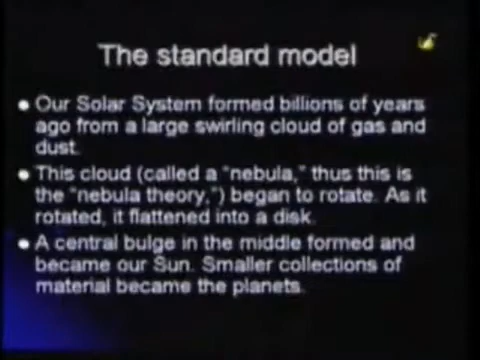 The standard model
● Our Solar System formed billions of years
ago from a large swirling cloud of gas and
dust.
● This cloud (called a "nebula," thus this is
the "nebula theory,") began to rotate. As it
rotated, it flattened into a disk.
● A central bulge in the middle formed and
became our Sun. Smaller collections of
material became the planets.